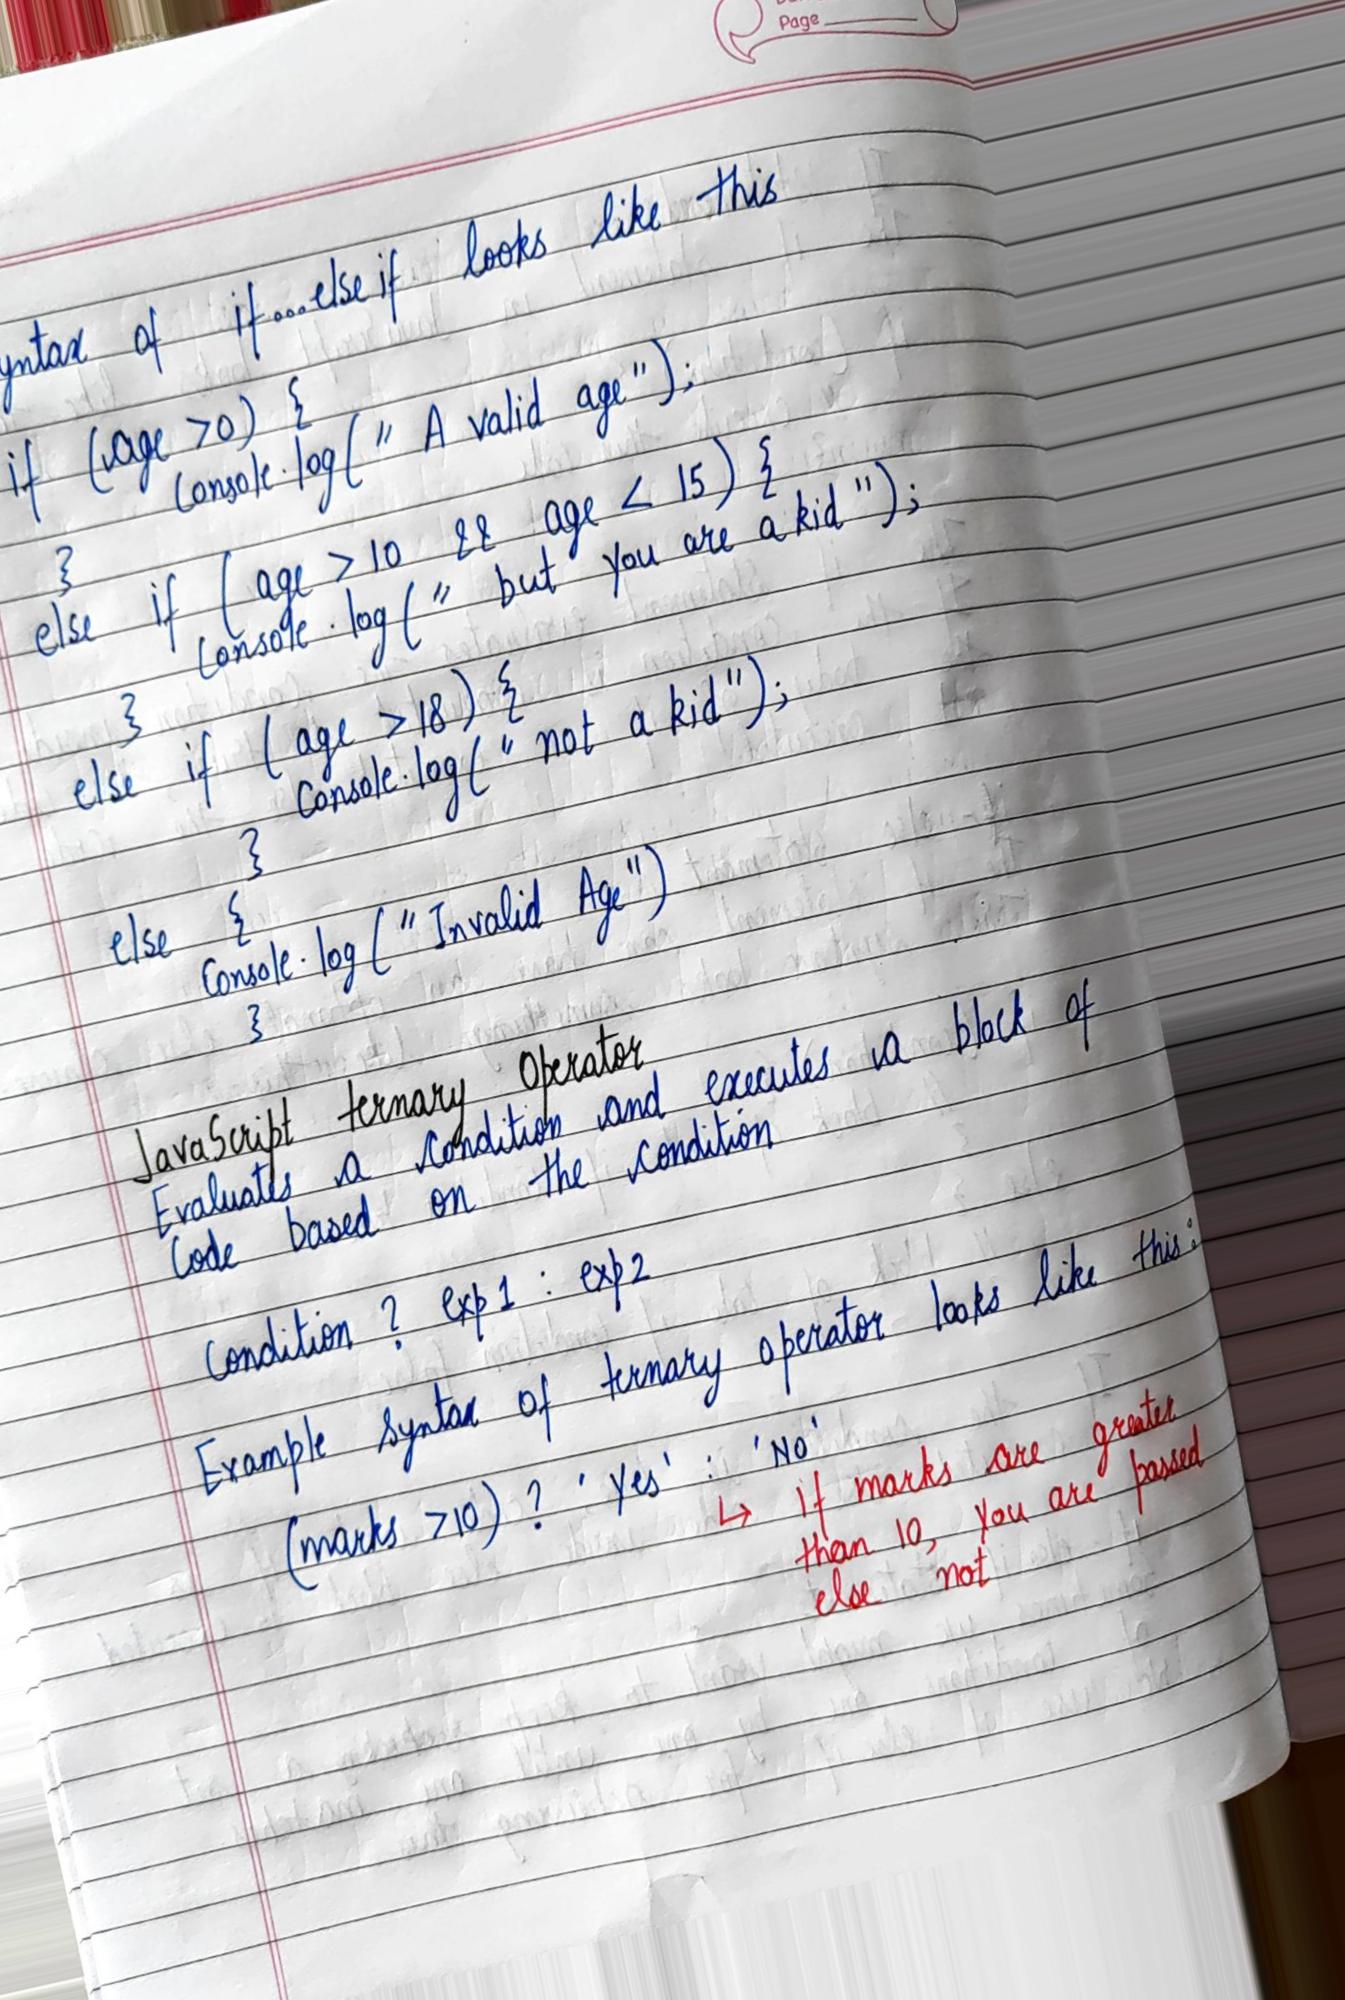 Page
yntax of if...else if looks like this
if (age >0) {
Console.log(" A valid age");
}
else if (age >10 && age < 15) {
Console.log(" but you are a kid");
}
else if (age >18) {
Console.log(" not a kid");
}
else {
Console.log("Invalid Age")
}
JavaScript ternary Operator
Evaluates a condition and executes a block of
Code based on the condition
Condition ? exp1 : exp2
Example syntax of ternary operator looks like this:
(marks >10) ? 'Yes' : 'No'
↳ if marks are greater
than 10, you are passed
else not